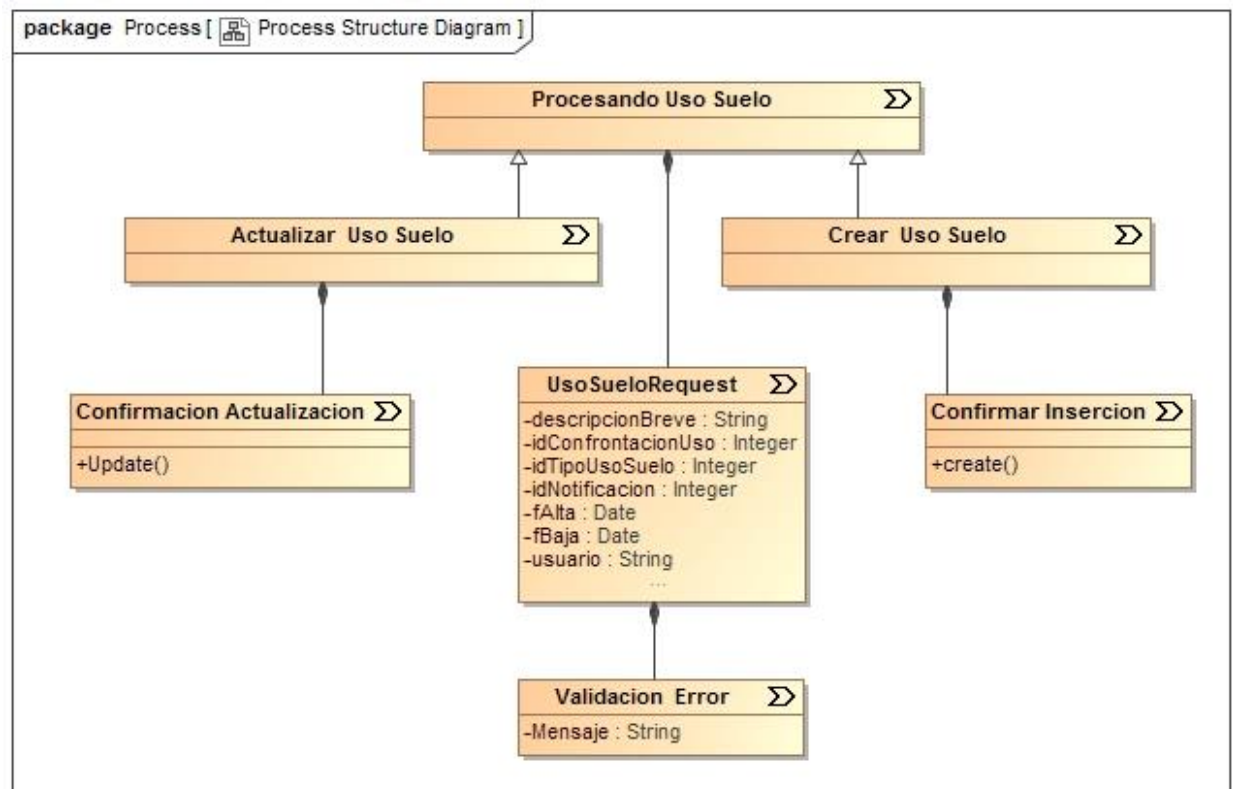 package Process [ Process Structure Diagram ]
Procesando Uso Suelo
Actualizar Uso Suelo
Crear Uso Suelo
Confirmacion Actualizacion
+Update()
UsoSueloRequest
-descripcionBreve : String
-idConfrontacionUso : Integer
-idTipoUsoSuelo : Integer
-idNotificacion : Integer
-fAlta : Date
-fBaja : Date
-usuario : String
...
Confirmar Insercion
+create()
Validacion Error
-Mensaje : String